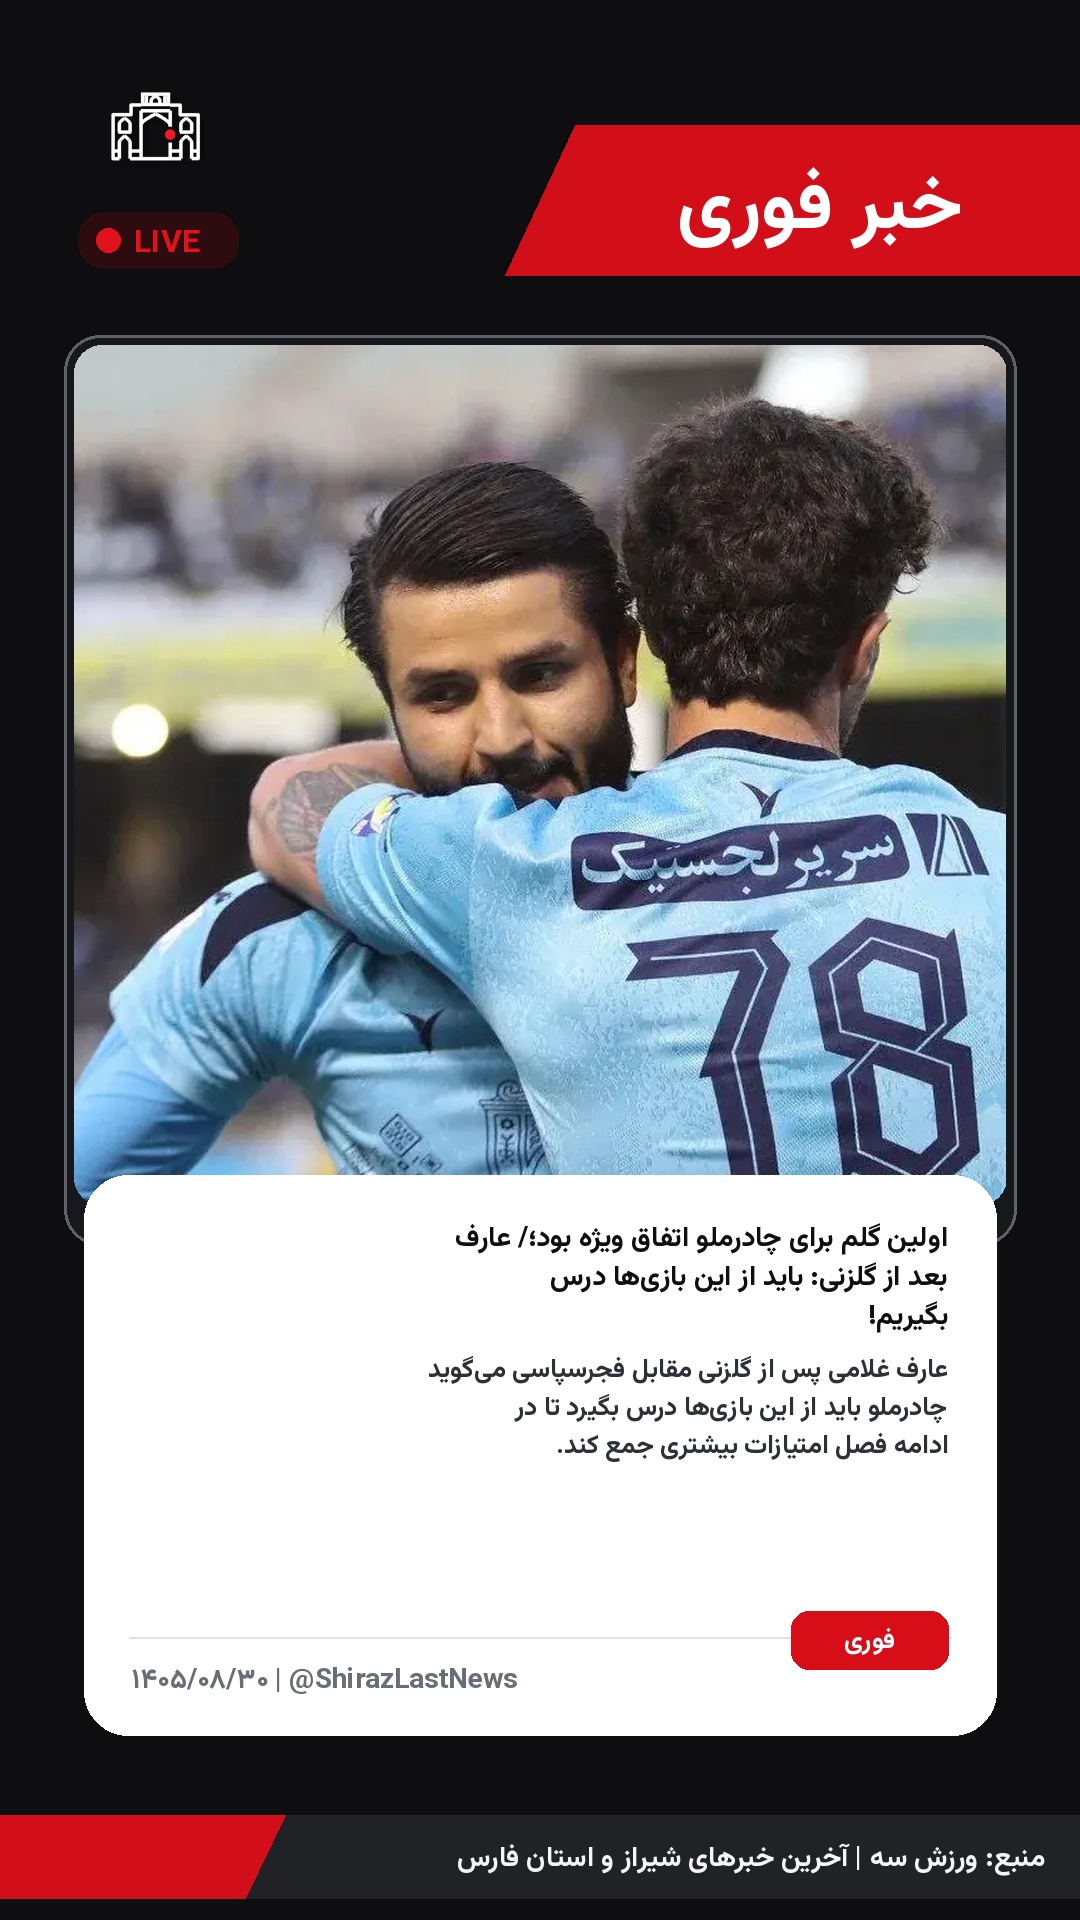 خبر فوری
LIVE
سریر لجستیک
78
اولین گلم برای چادرملو اتفاق ویژه بود؛/ عارف
بعد از گلزنی: باید از این بازی‌ها درس
بگیریم!
عارف غلامی پس از گلزنی مقابل فجرسپاسی می‌گوید
چادرملو باید از این بازی‌ها درس بگیرد تا در
ادامه فصل امتیازات بیشتری جمع کند.
فوری
۱۴۰۵/۰۸/۳۰ | @ShirazLastNews
منبع: ورزش سه | آخرین خبرهای شیراز و استان فارس